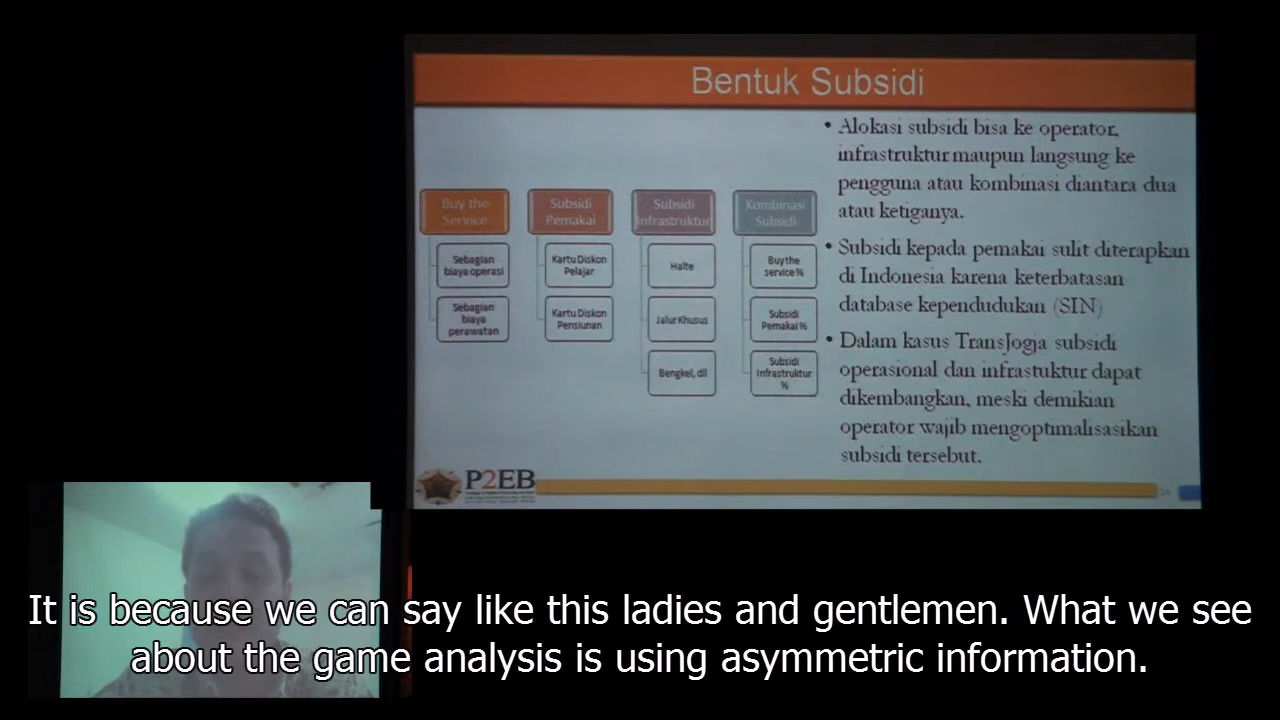 Bentuk Subsidi
Buy the
Service
Sebagian
biaya operasi
Sebagian
biaya
perawatan
Subsidi
Pemakai
Kartu Diskon
Pelajar
Kartu Diskon
Pensiunan
Subsidi
Infrastruktur
Halte
Jalur Khusus
Bengkel, dll
Kombinasi
Subsidi
Buy the
service %
Subsidi
Pemakai %
Subsidi
Infrastruktur
%
• Alokasi subsidi bisa ke operator,
infrastruktur maupun langsung ke
pengguna atau kombinasi diantara dua
atau ketiganya.
• Subsidi kepada pemakai sulit diterapkan
di Indonesia karena keterbatasan
database kependudukan (SIN)
• Dalam kasus TransJogja subsidi
operasional dan infrastuktur dapat
dikembangkan, meski demikian
operator wajib mengoptimalisasikan
subsidi tersebut.
P2EB
It is because we can say like this ladies and gentlemen. What we see
about the game analysis is using asymmetric information.